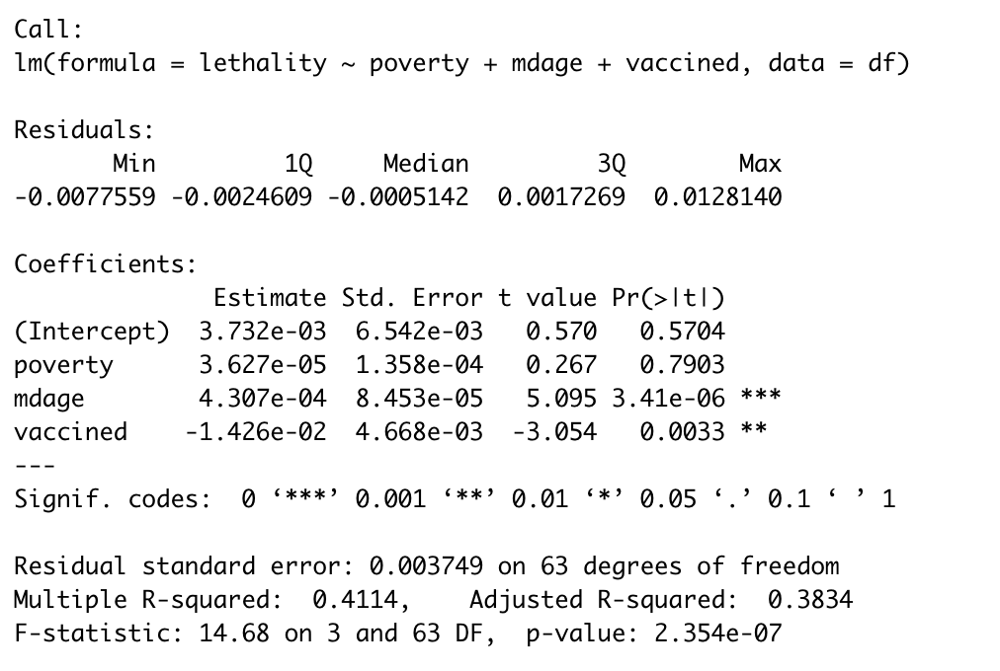 Call:
lm(formula = lethality ~ poverty + mdage + vaccined, data = df)
Residuals:
Min 1Q Median 3Q Max
-0.0077559 -0.0024609 -0.0005142 0.0017269 0.0128140
Coefficients:
Estimate Std. Error t value Pr(>|t|)
(Intercept) 3.732e-03 6.542e-03 0.570 0.5704
poverty 3.627e-05 1.358e-04 0.267 0.7903
mdage 4.307e-04 8.453e-05 5.095 3.41e-06 ***
vaccined -1.426e-02 4.668e-03 -3.054 0.0033 **
---
Signif. codes: 0 ‘***’ 0.001 ‘**’ 0.01 ‘*’ 0.05 ‘.’ 0.1 ‘ ’ 1
Residual standard error: 0.003749 on 63 degrees of freedom
Multiple R-squared: 0.4114, Adjusted R-squared: 0.3834
F-statistic: 14.68 on 3 and 63 DF, p-value: 2.354e-07